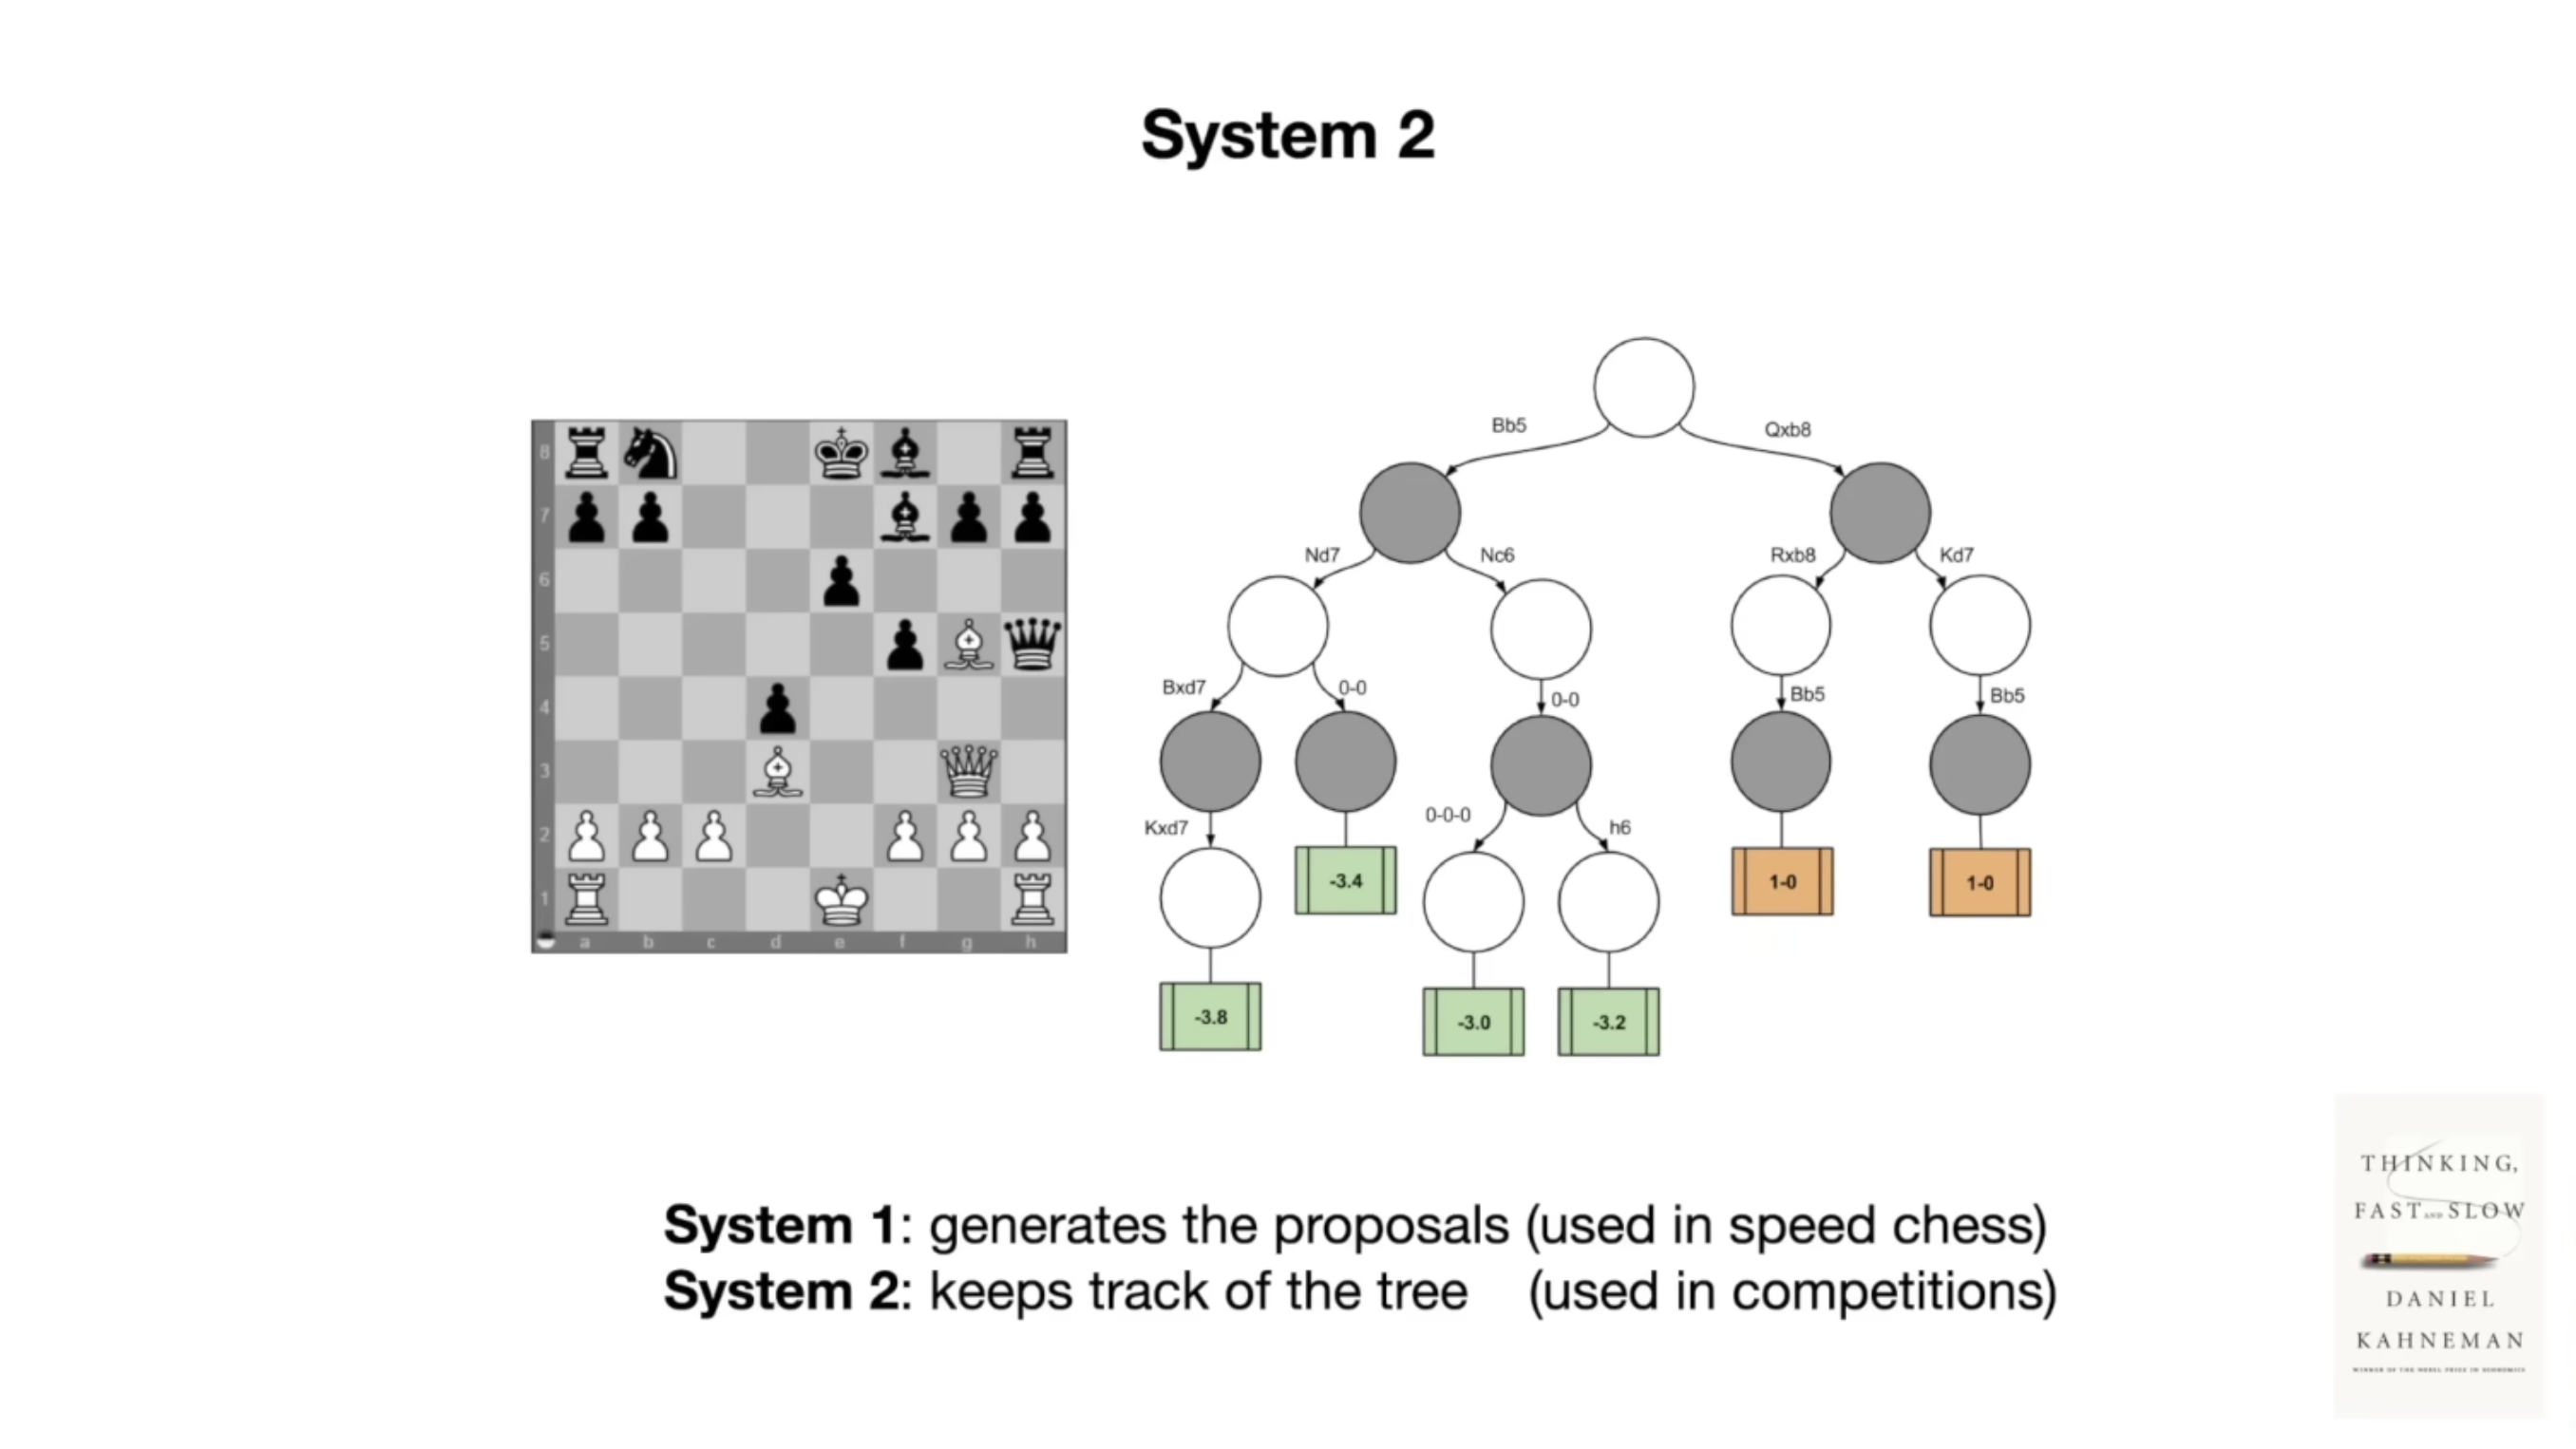 System 2
8
7
6
5
4
3
2
1
a b c d e f g h
Bb5 Qxb8
Nd7 Nc6 Rxb8 Kd7
Bxd7 0-0 0-0 Bb5 Bb5
Kxd7 0-0-0 h6
-3.4 1-0 1-0
-3.8 -3.0 -3.2
System 1: generates the proposals (used in speed chess)
System 2: keeps track of the tree (used in competitions)
THINKING,
FAST AND SLOW
DANIEL
KAHNEMAN
WINNER OF THE NOBEL PRIZE IN ECONOMICS